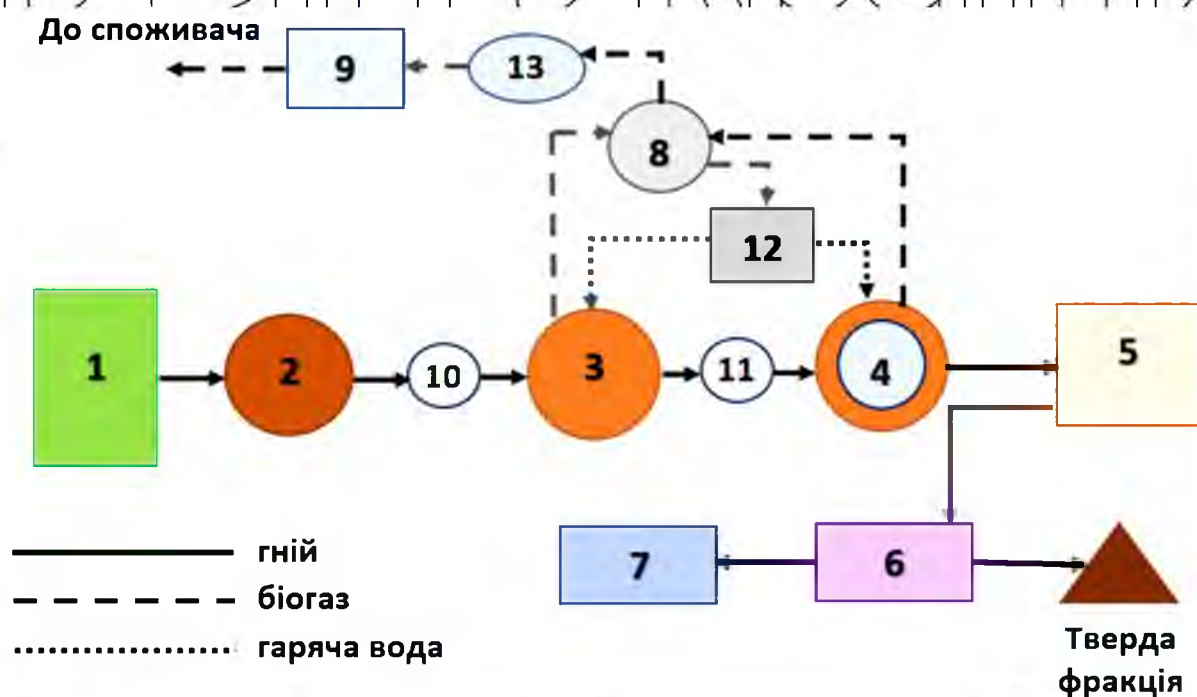 До споживача
9
13
8
12
1
2
10
3
11
4
5
7
6
гній
біогаз
гаряча вода
Тверда
фракція